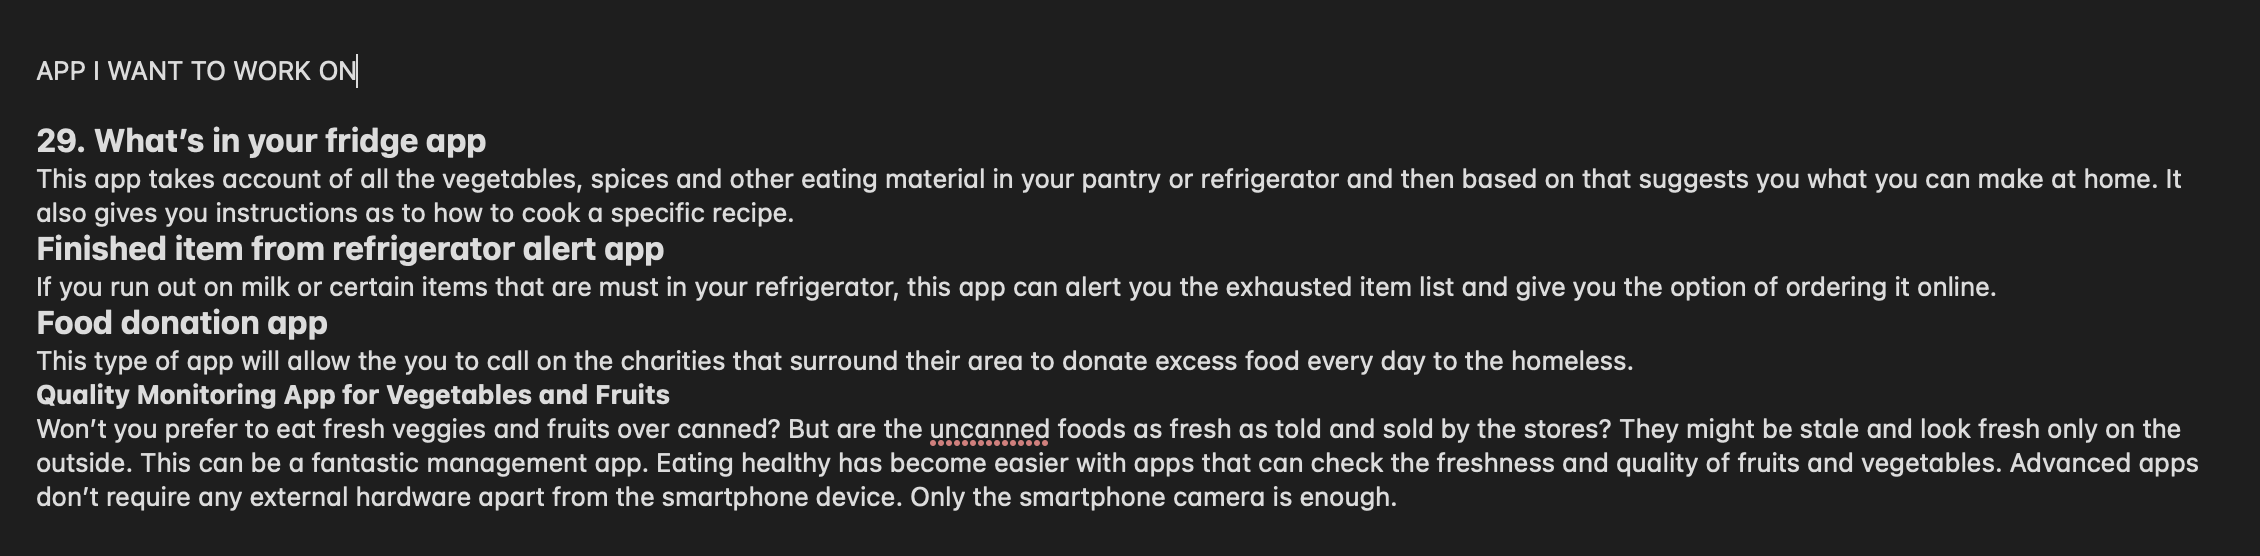 APP I WANT TO WORK ON
29. What’s in your fridge app
This app takes account of all the vegetables, spices and other eating material in your pantry or refrigerator and then based on that suggests you what you can make at home. It
also gives you instructions as to how to cook a specific recipe.
Finished item from refrigerator alert app
If you run out on milk or certain items that are must in your refrigerator, this app can alert you the exhausted item list and give you the option of ordering it online.
Food donation app
This type of app will allow the you to call on the charities that surround their area to donate excess food every day to the homeless.
Quality Monitoring App for Vegetables and Fruits
Won’t you prefer to eat fresh veggies and fruits over canned? But are the uncanned foods as fresh as told and sold by the stores? They might be stale and look fresh only on the
outside. This can be a fantastic management app. Eating healthy has become easier with apps that can check the freshness and quality of fruits and vegetables. Advanced apps
don’t require any external hardware apart from the smartphone device. Only the smartphone camera is enough.